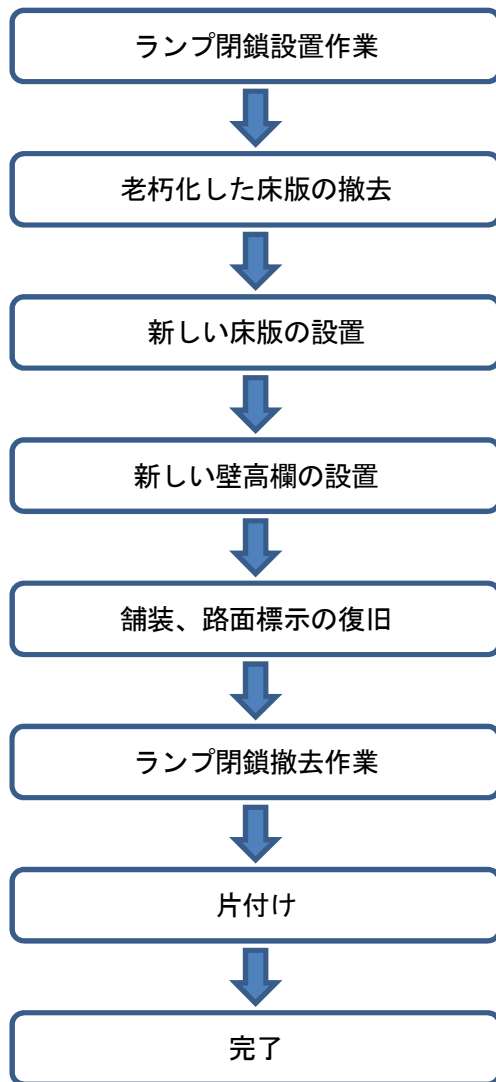 ランプ閉鎖設置作業
老朽化した床版の撤去
新しい床版の設置
新しい壁高欄の設置
舗装、路面標示の復旧
ランプ閉鎖撤去作業
片付け
完了